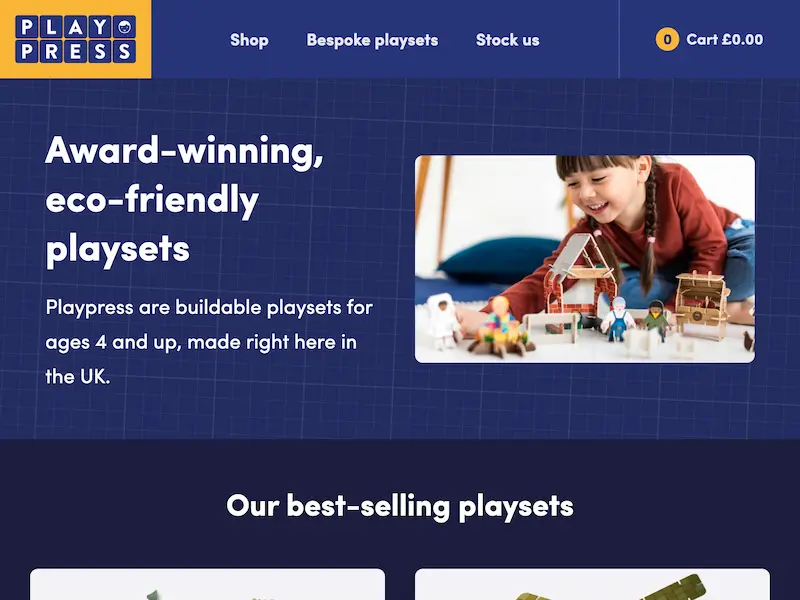 PLAY
PRESS
Shop
Bespoke playsets
Stock us
0 Cart £0.00
Award-winning,
eco-friendly
playsets
Playpress are buildable playsets for
ages 4 and up, made right here in
the UK.
Our best-selling playsets